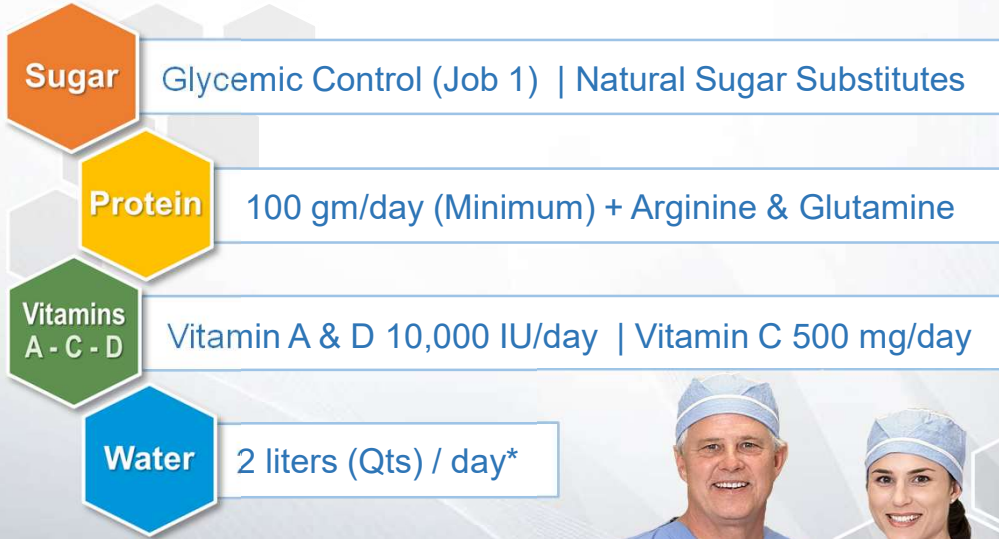 Sugar
Glycemic Control (Job 1) | Natural Sugar Substitutes
Protein
100 gm/day (Minimum) + Arginine & Glutamine
Vitamins
A - C - D
Vitamin A & D 10,000 IU/day | Vitamin C 500 mg/day
Water
2 liters (Qts) / day*